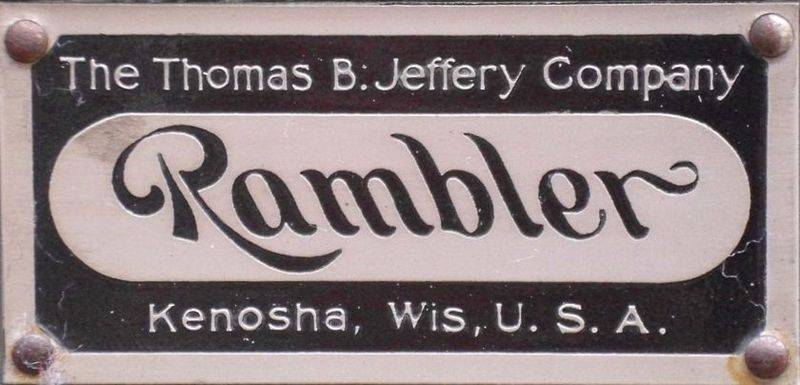 The Thomas B. Jeffery Company
Rambler
Kenosha, Wis, U. S. A.